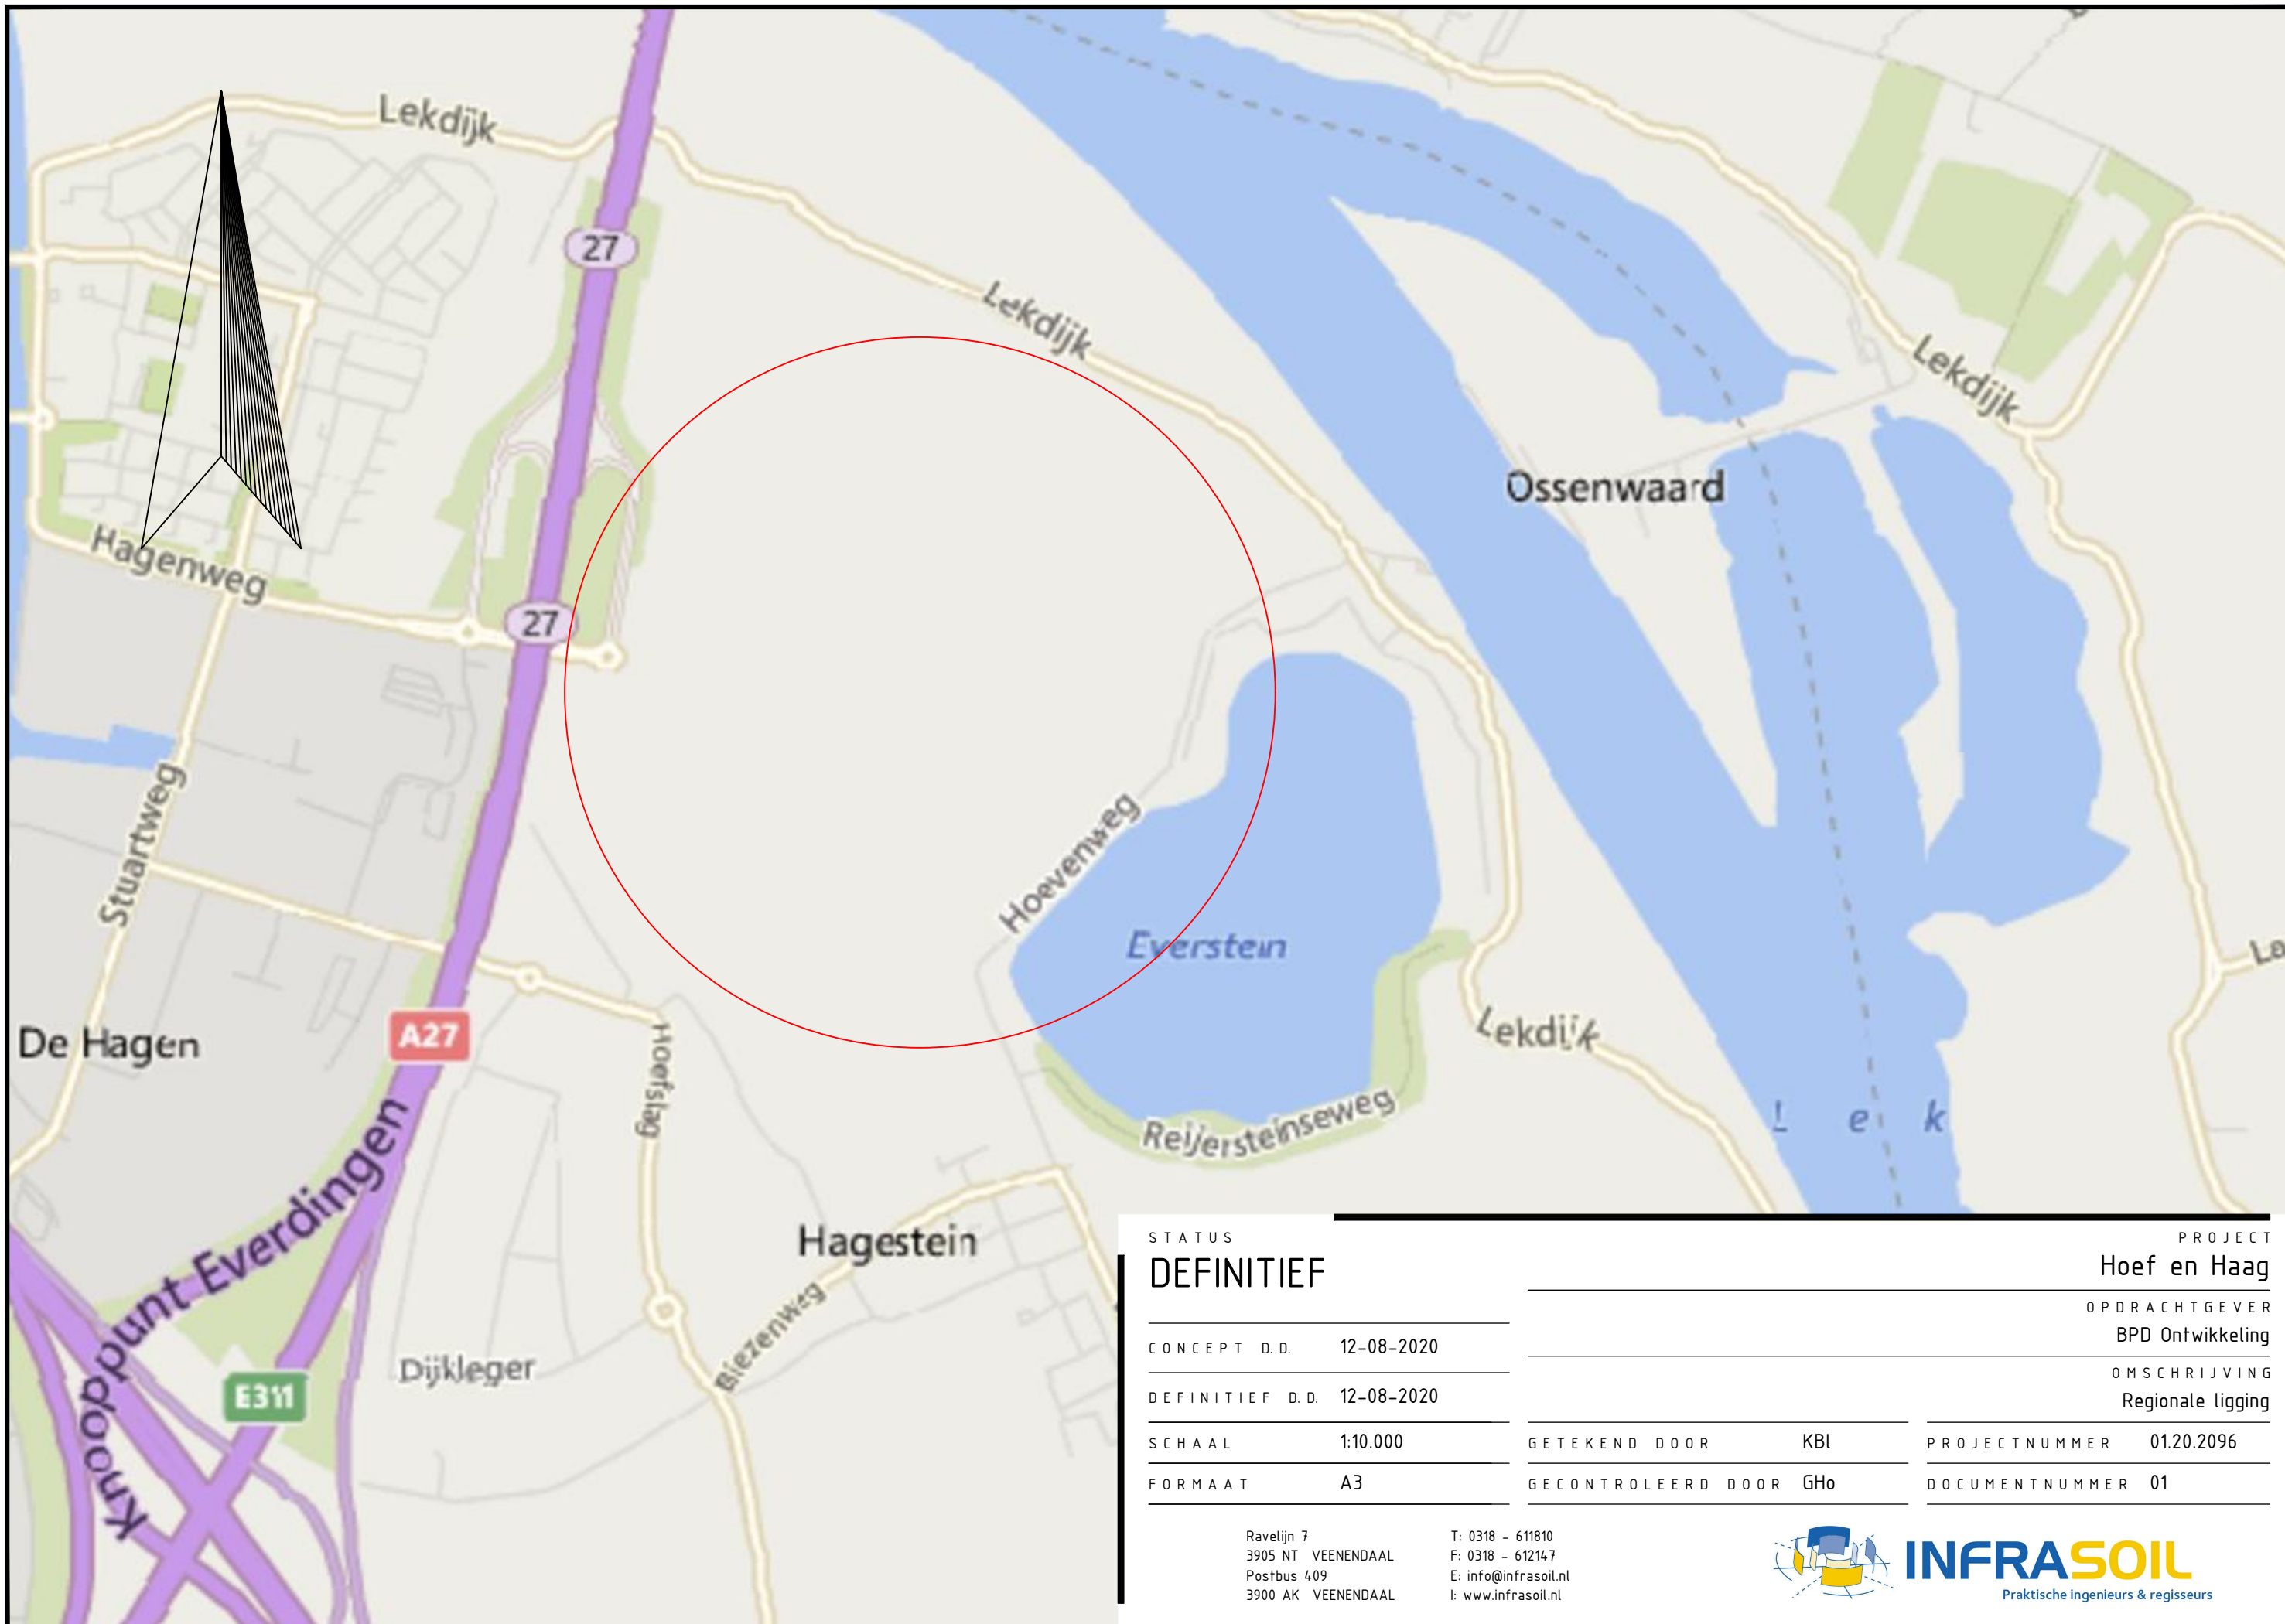 Lekdijk
27
Lekdijk
Lekdijk
Ossenwaard
Hagenweg
27
Stuartweg
Hoevenweg
Everstein
La
De Hagen
A27
Hoefslag
Lekdijk
Reijersteinseweg
L e k
Knooppunt Everdingen
Hagestein
Biezenweg
Dijkleger
E311
STATUS
DEFINITIEF
PROJECT
Hoef en Haag
OPDRACHTGEVER
BPD Ontwikkeling
CONCEPT D.D. 12-08-2020
OMSCHRIJVING
DEFINITIEF D.D. 12-08-2020
Regionale ligging
SCHAAL 1:10.000 GETEKEND DOOR KBl PROJECTNUMMER 01.20.2096
FORMAAT A3 GECONTROLEERD DOOR GHo DOCUMENTNUMMER 01
Ravelijn 7
3905 NT VEENENDAAL
Postbus 409
3900 AK VEENENDAAL
T: 0318 - 611810
F: 0318 - 612147
E: info@infrasoil.nl
I: www.infrasoil.nl
INFRASOIL
Praktische ingenieurs & regisseurs